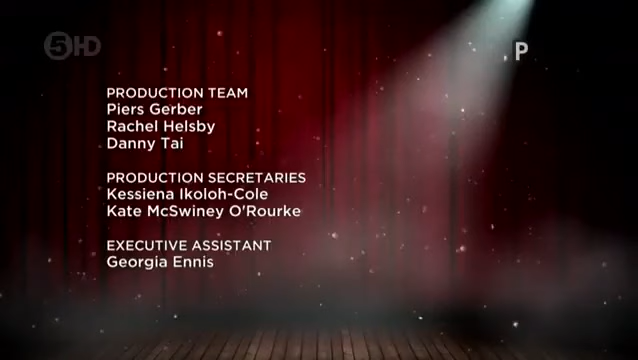 5HD
P
PRODUCTION TEAM
Piers Gerber
Rachel Helsby
Danny Tai
PRODUCTION SECRETARIES
Kessiena Ikoloh-Cole
Kate McSwiney O'Rourke
EXECUTIVE ASSISTANT
Georgia Ennis